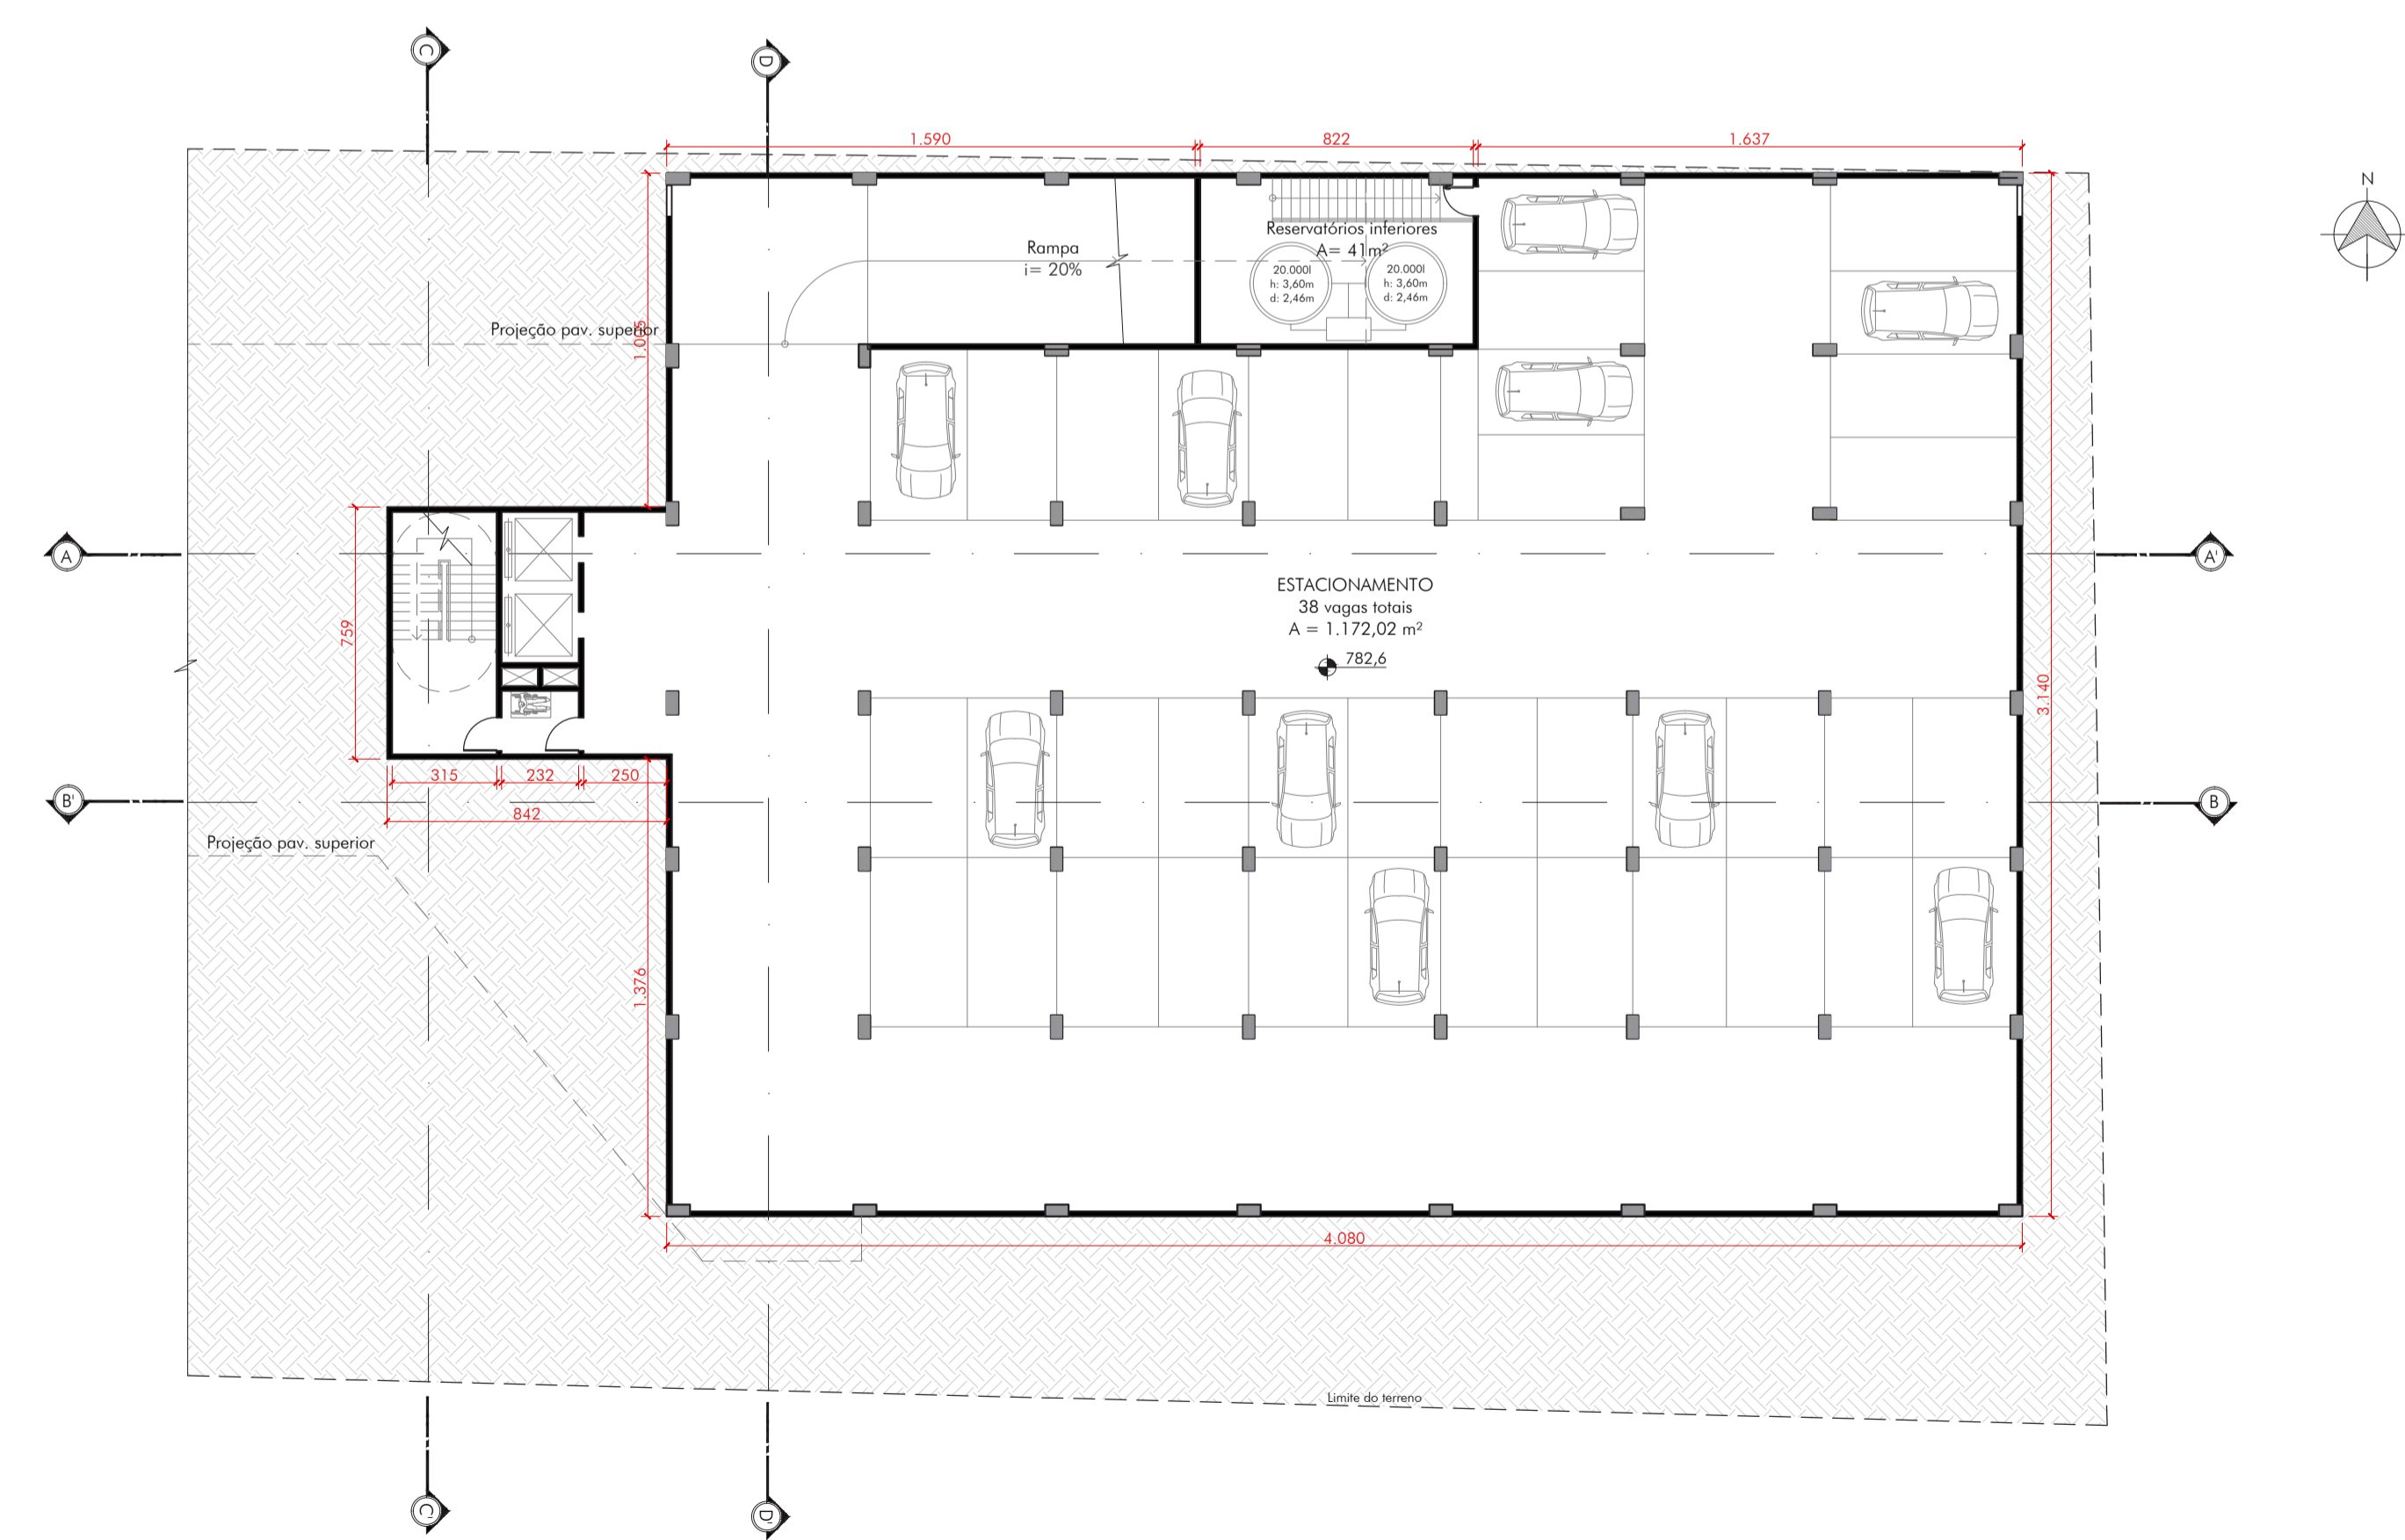 C
D
1.590
822
1.637
N
Rampa
i= 20%
Reservatórios inferiores
A= 41m²
20.000l
h: 3,60m
d: 2,46m
20.000l
h: 3,60m
d: 2,46m
Projeção pav. superior
1.005
A
A'
ESTACIONAMENTO
38 vagas totais
A = 1.172,02 m²
782,6
759
3.140
315
232
250
842
B'
B
Projeção pav. superior
1.376
4.080
Limite do terreno
C'
D'